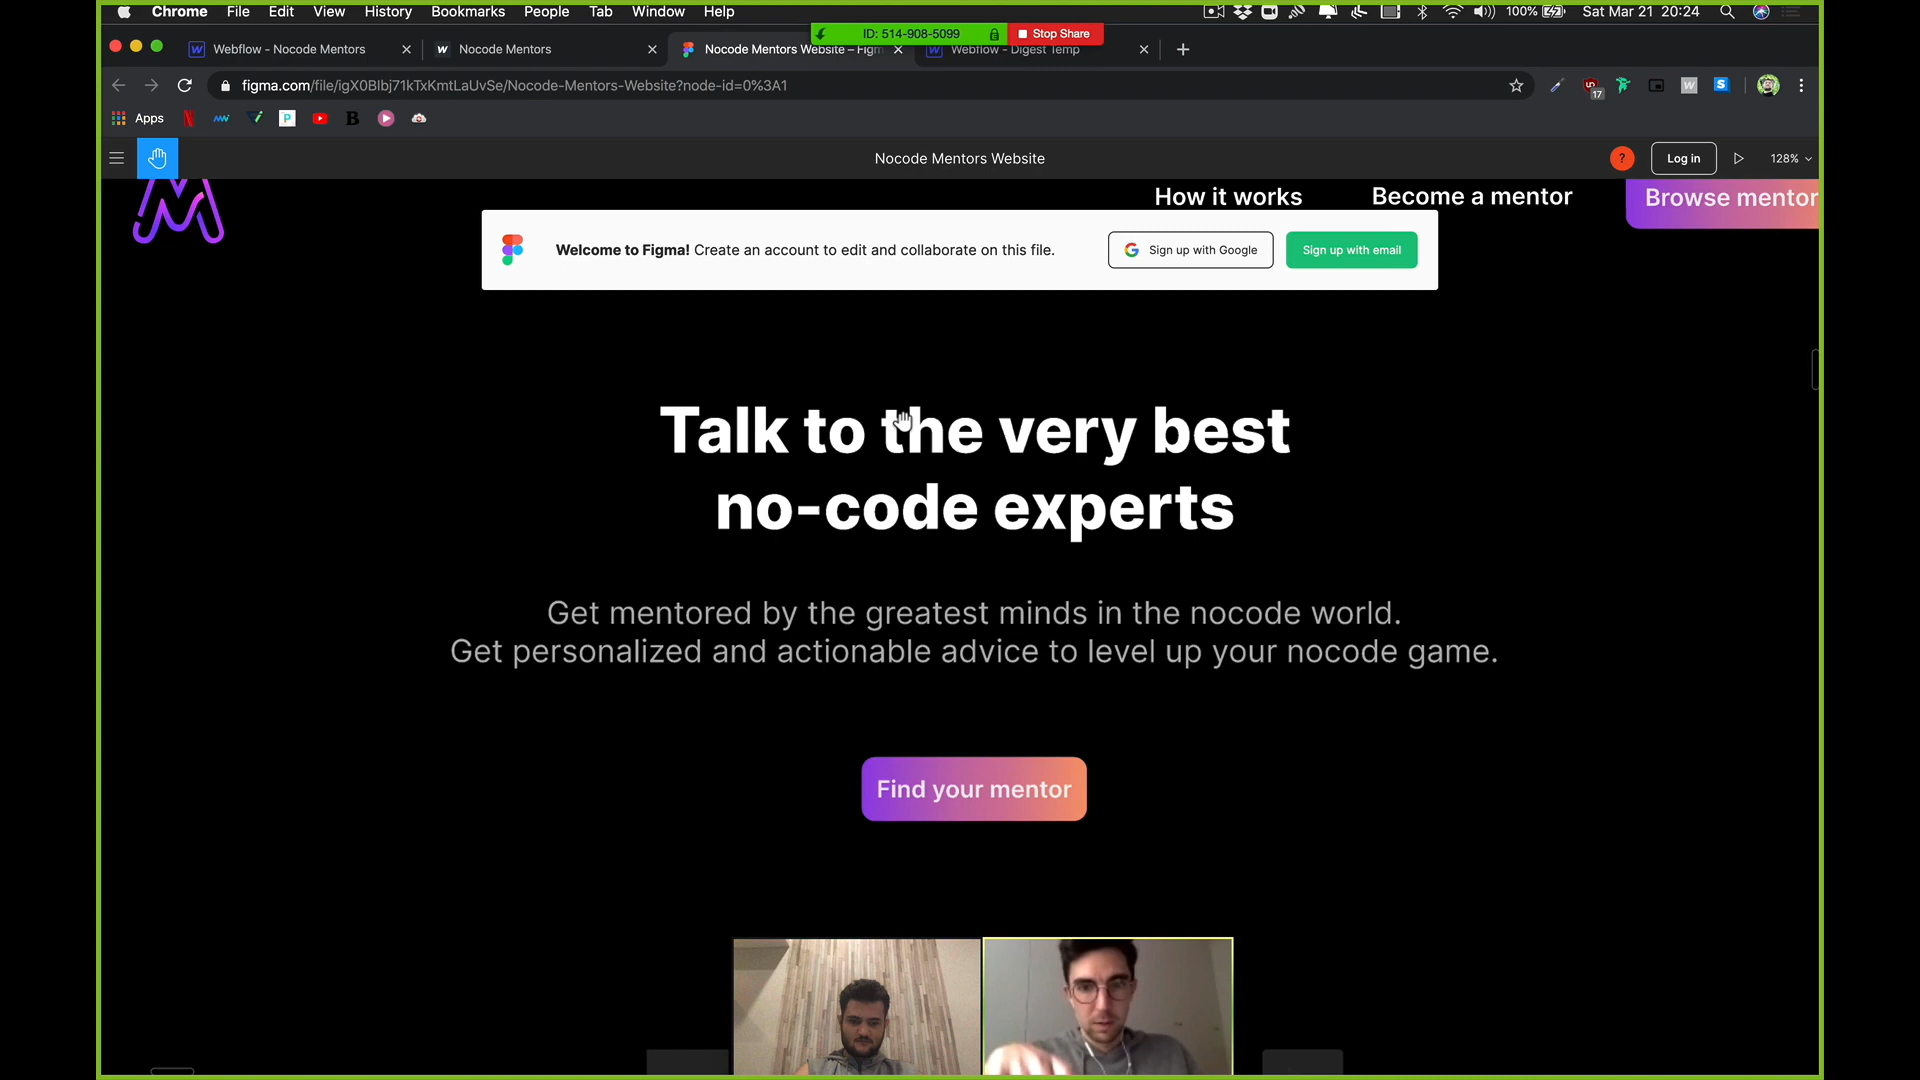 Chrome File Edit View History Bookmarks People Tab Window Help 100% Sat Mar 21 20:24
ID: 514-908-5099 Stop Share
Webflow - Nocode Mentors Nocode Mentors Nocode Mentors Website – Figm Webflow - Digest Temp
figma.com/file/igX0BIbj71kTxKmtLaUvSe/Nocode-Mentors-Website?node-id=0%3A1 17
Apps
Nocode Mentors Website ? Log in 128%
How it works Become a mentor Browse mentor
Welcome to Figma! Create an account to edit and collaborate on this file. Sign up with Google Sign up with email
Talk to the very best
no-code experts
Get mentored by the greatest minds in the nocode world.
Get personalized and actionable advice to level up your nocode game.
Find your mentor